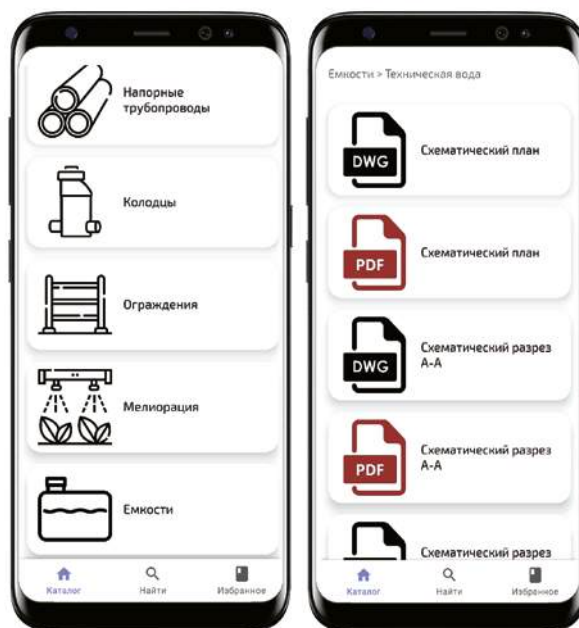 Напорные
трубопроводы
Колодцы
Ограждения
Мелиорация
Емкости
Каталог
Найти
Избранное
Емкости > Техническая вода
DWG
Схематический план
PDF
Схематический план
DWG
Схематический разрез
А-А
PDF
Схематический разрез
А-А
Схематический разрез
Каталог
Найти
Избранное